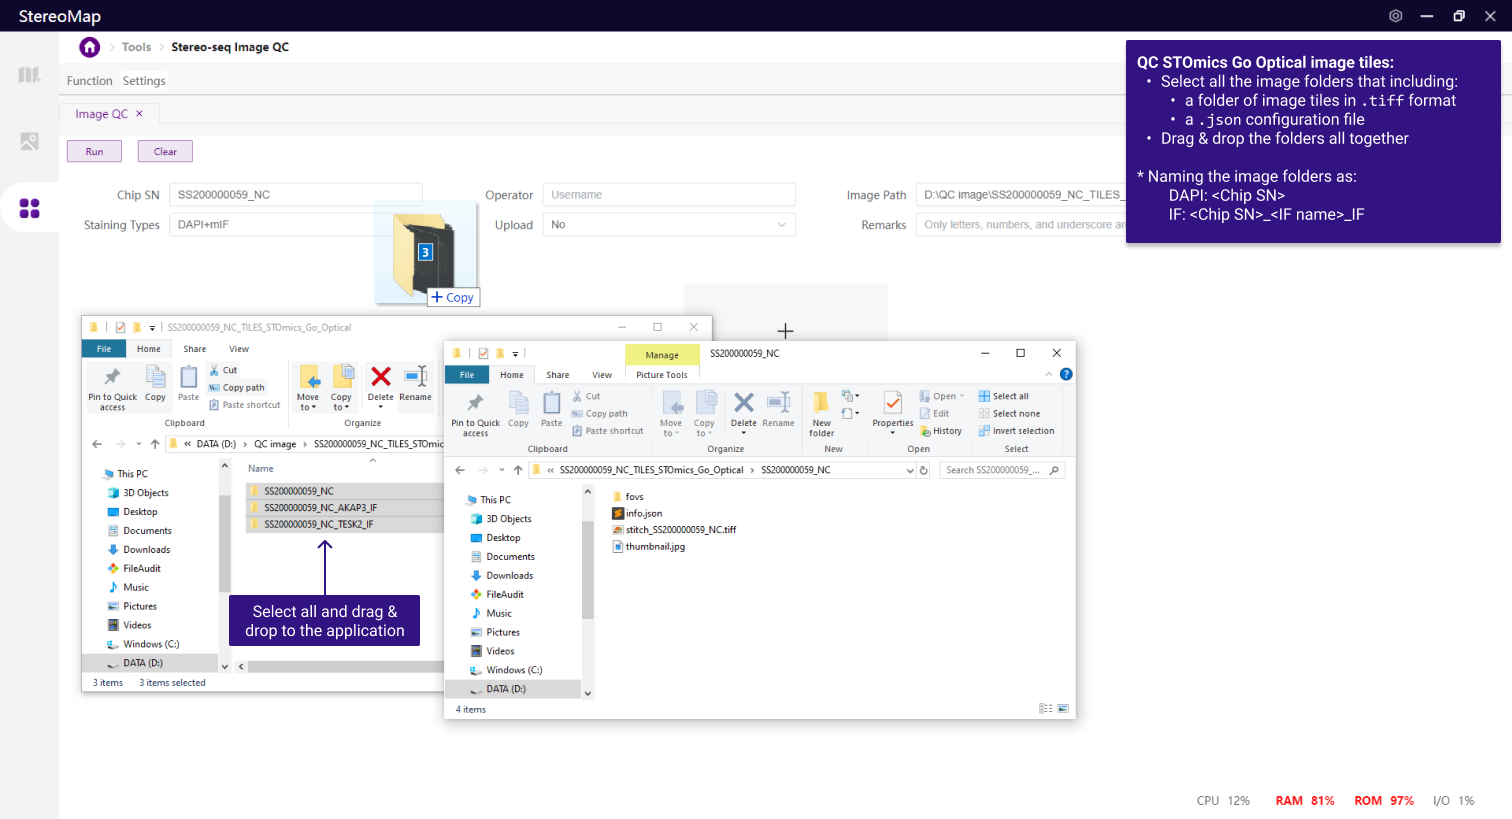 StereoMap
Tools
Stereo-seq Image QC
Function Settings
Image QC ×
Run Clear
Chip SN SS200000059_NC
Operator Username
Image Path D:\QC image\SS200000059_NC_TILES_
Staining Types DAPI+mIF
Upload No
Remarks Only letters, numbers, and underscore
QC STOmics Go Optical image tiles:
• Select all the image folders that including:
• a folder of image tiles in .tiff format
• a .json configuration file
• Drag & drop the folders all together
* Naming the image folders as:
DAPI: <Chip SN>
IF: <Chip SN>_<IF name>_IF
3
+ Copy
SS200000059_NC_TILES_STOmics_Go_Optical
File Home Share View
Pin to Quick access
Copy
Paste
Cut
Copy path
Paste shortcut
Move to
Copy to
Delete
Rename
Clipboard
Organize
« DATA (D:) › QC image › SS200000059_NC_TILES_STOmic
This PC
3D Objects
Desktop
Documents
Downloads
FileAudit
Music
Pictures
Videos
Windows (C:)
DATA (D:)
Name
SS200000059_NC
SS200000059_NC_AKAP3_IF
SS200000059_NC_TESK2_IF
Select all and drag &
drop to the application
3 items 3 items selected
Manage
SS200000059_NC
File Home Share View Picture Tools
Pin to Quick access
Copy
Paste
Cut
Copy path
Paste shortcut
Move to
Copy to
Delete
Rename
New folder
Properties
Open
Edit
History
Select all
Select none
Invert selection
Clipboard
Organize
New
Open
Select
« SS200000059_NC_TILES_STOmics_Go_Optical › SS200000059_NC
Search SS200000059_...
This PC
3D Objects
Desktop
Documents
Downloads
FileAudit
Music
Pictures
Videos
Windows (C:)
DATA (D:)
fovs
info.json
stitch_SS200000059_NC.tiff
thumbnail.jpg
4 items
CPU 12% RAM 81% ROM 97% I/O 1%